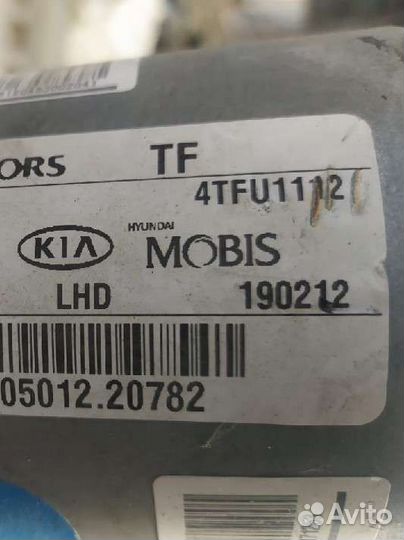 ORS TF
4TFU1112
KIA HYUNDAI MOBIS
LHD 190212
05012.20782
Avito